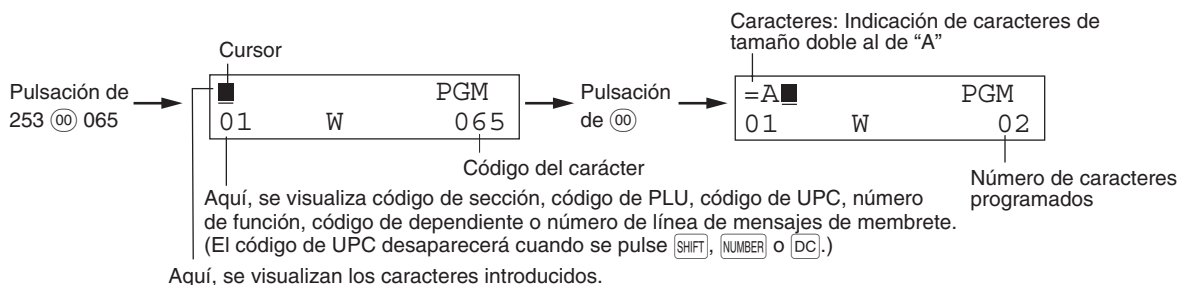 Caracteres: Indicación de caracteres de
tamaño doble al de “A”
Cursor
Pulsación de
253 00 065
PGM
01 W 065
Pulsación
de 00
=A PGM
01 W 02
Código del carácter
Número de caracteres
programados
Aquí, se visualiza código de sección, código de PLU, código de UPC, número
de función, código de dependiente o número de línea de mensajes de membrete.
(El código de UPC desaparecerá cuando se pulse SHIFT, NUMBER o DC.)
Aquí, se visualizan los caracteres introducidos.